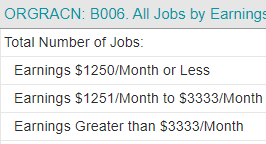 ORGRACN: B006. All Jobs by Earnings
Total Number of Jobs:
Earnings $1250/Month or Less
Earnings $1251/Month to $3333/Month
Earnings Greater than $3333/Month